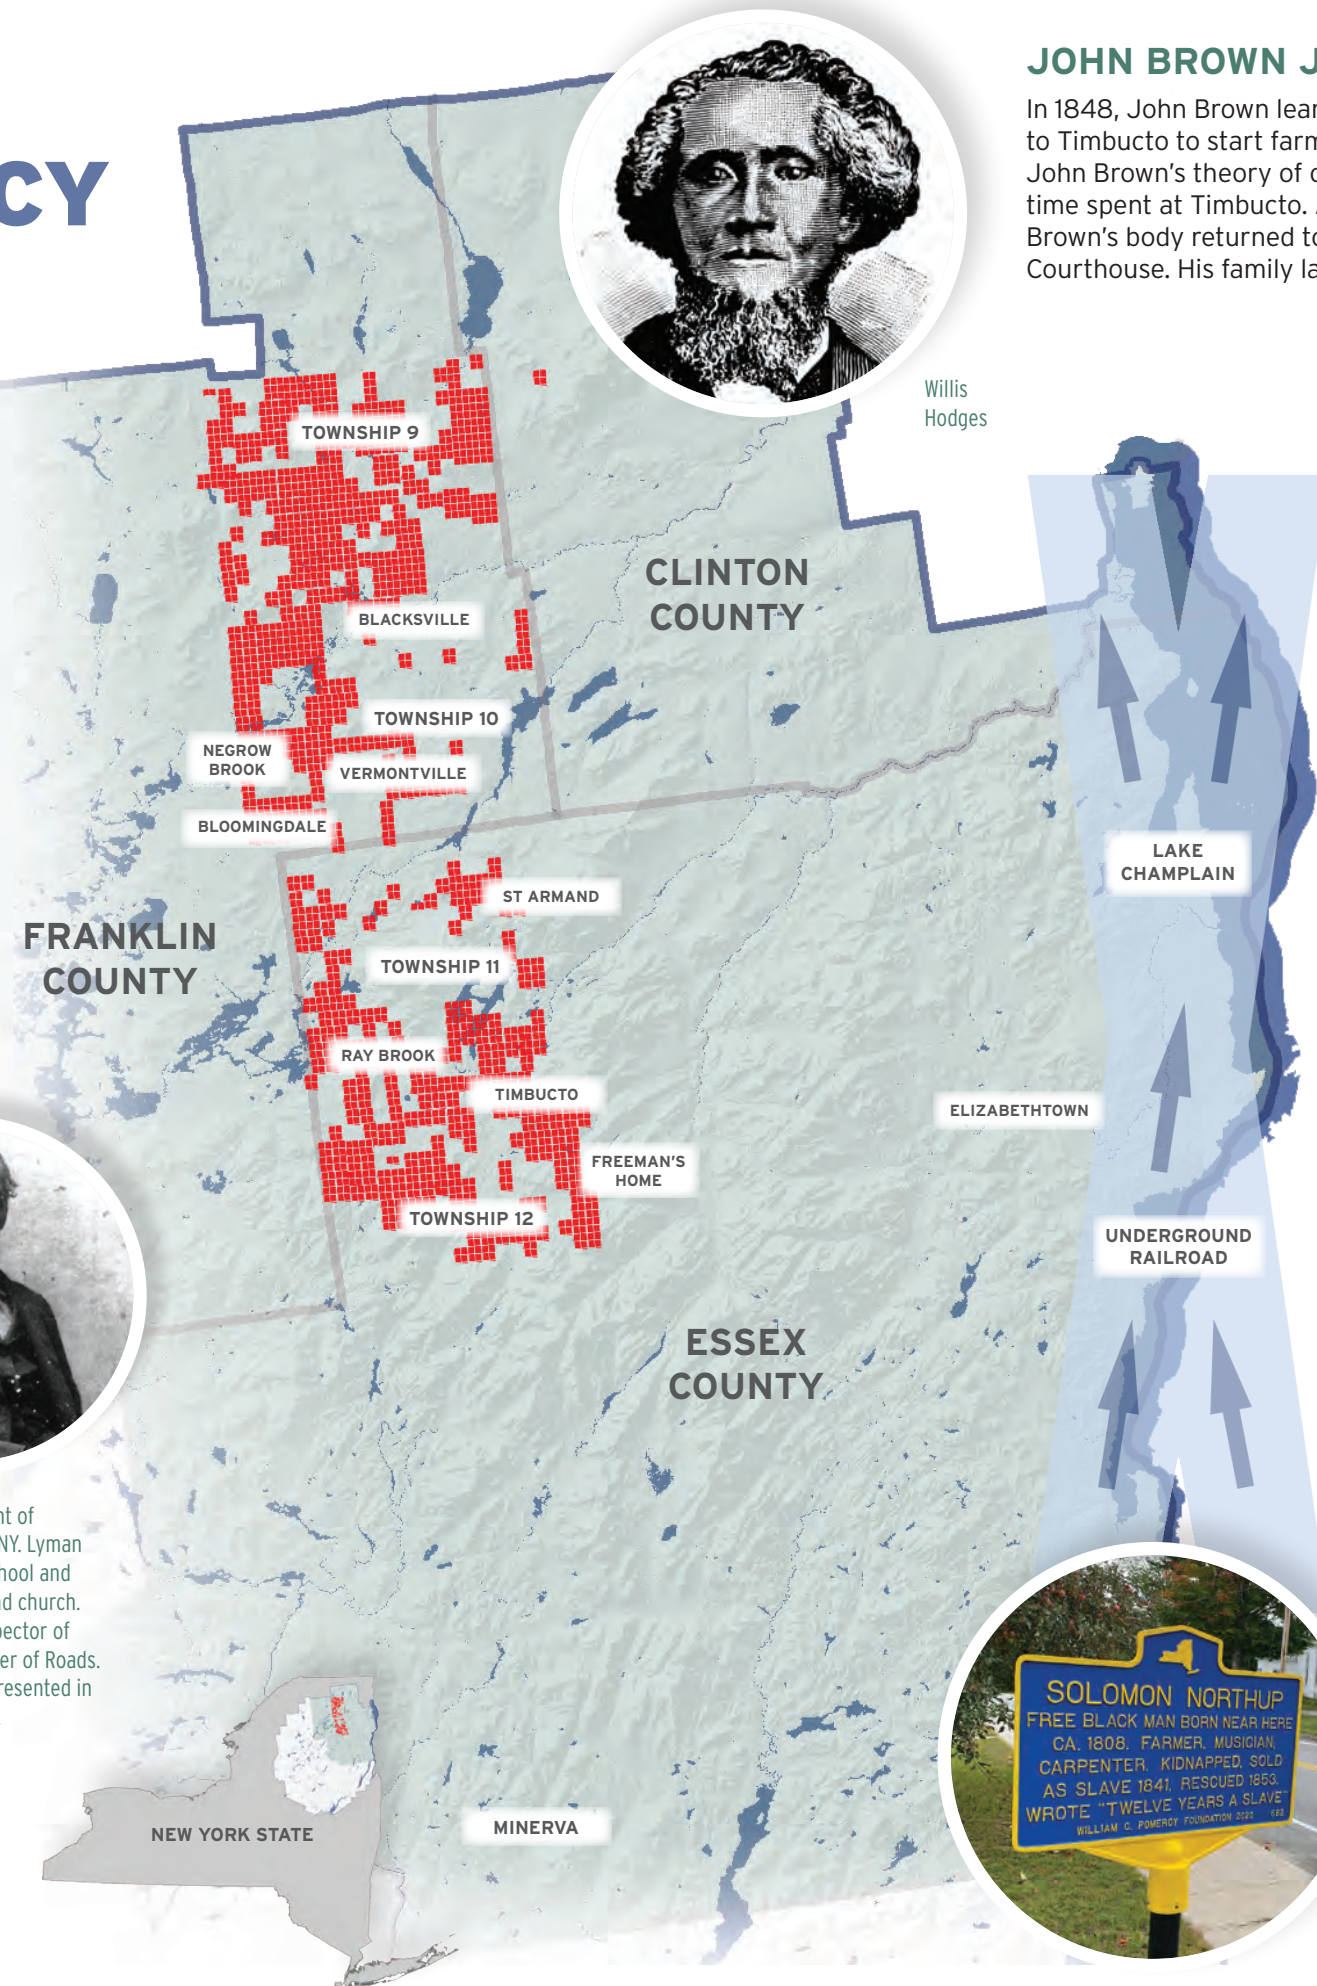 CY
JOHN BROWN J
In 1848, John Brown lear
to Timbucto to start farm
John Brown's theory of
time spent at Timbucto.
Brown's body returned to
Courthouse. His family la
Willis
Hodges
TOWNSHIP 9
CLINTON
COUNTY
BLACKSVILLE
TOWNSHIP 10
NEGROW
BROOK
VERMONTVILLE
BLOOMINGDALE
LAKE
CHAMPLAIN
ST ARMAND
FRANKLIN
COUNTY
TOWNSHIP 11
RAY BROOK
TIMBUCTO
ELIZABETHTOWN
FREEMAN'S
HOME
TOWNSHIP 12
UNDERGROUND
RAILROAD
ESSEX
COUNTY
nt of
NY. Lyman
hool and
nd church.
pector of
er of Roads.
resented in
NEW YORK STATE
MINERVA
SOLOMON NORTHUP
FREE BLACK MAN BORN NEAR HERE
CA. 1808. FARMER, MUSICIAN,
CARPENTER. KIDNAPPED, SOLD
AS SLAVE 1841. RESCUED 1853.
WROTE "TWELVE YEARS A SLAVE"
WILLIAM G. POMEROY FOUNDATION 2020 682